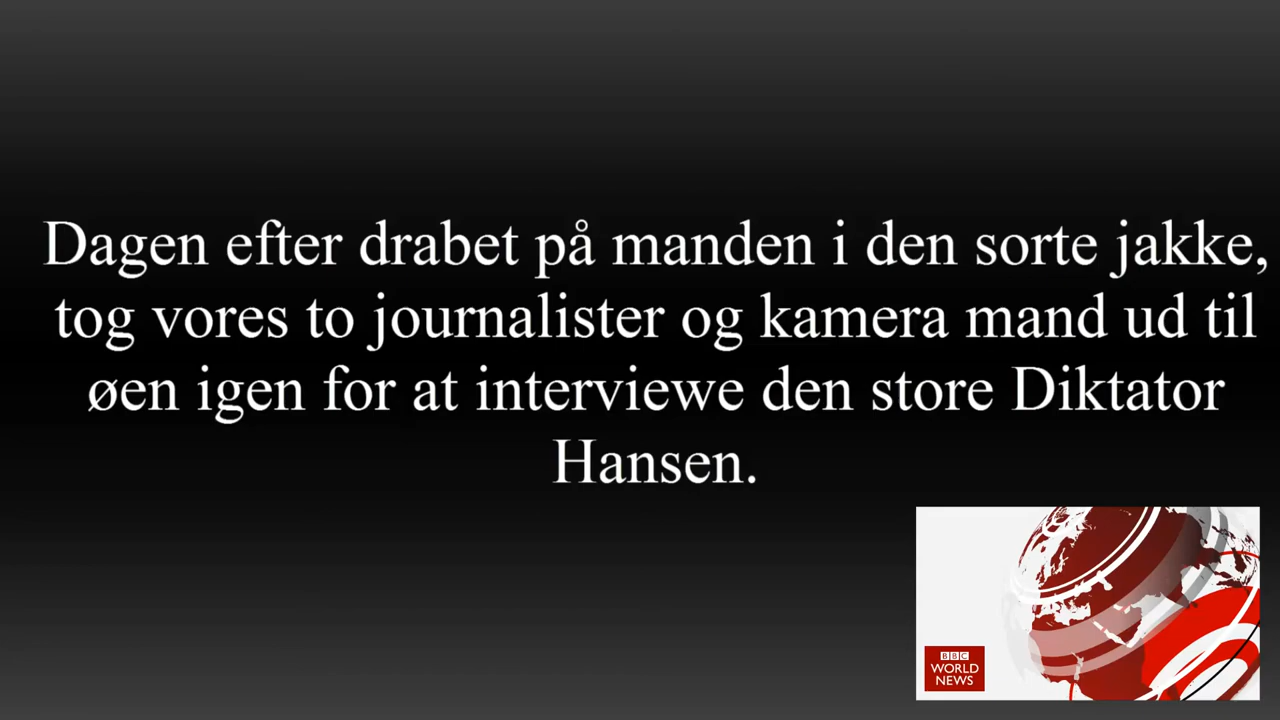 Dagen efter drabet på manden i den sorte jakke,
tog vores to journalister og kamera mand ud til
øen igen for at interviewe den store Diktator
Hansen.
BBC
WORLD
NEWS